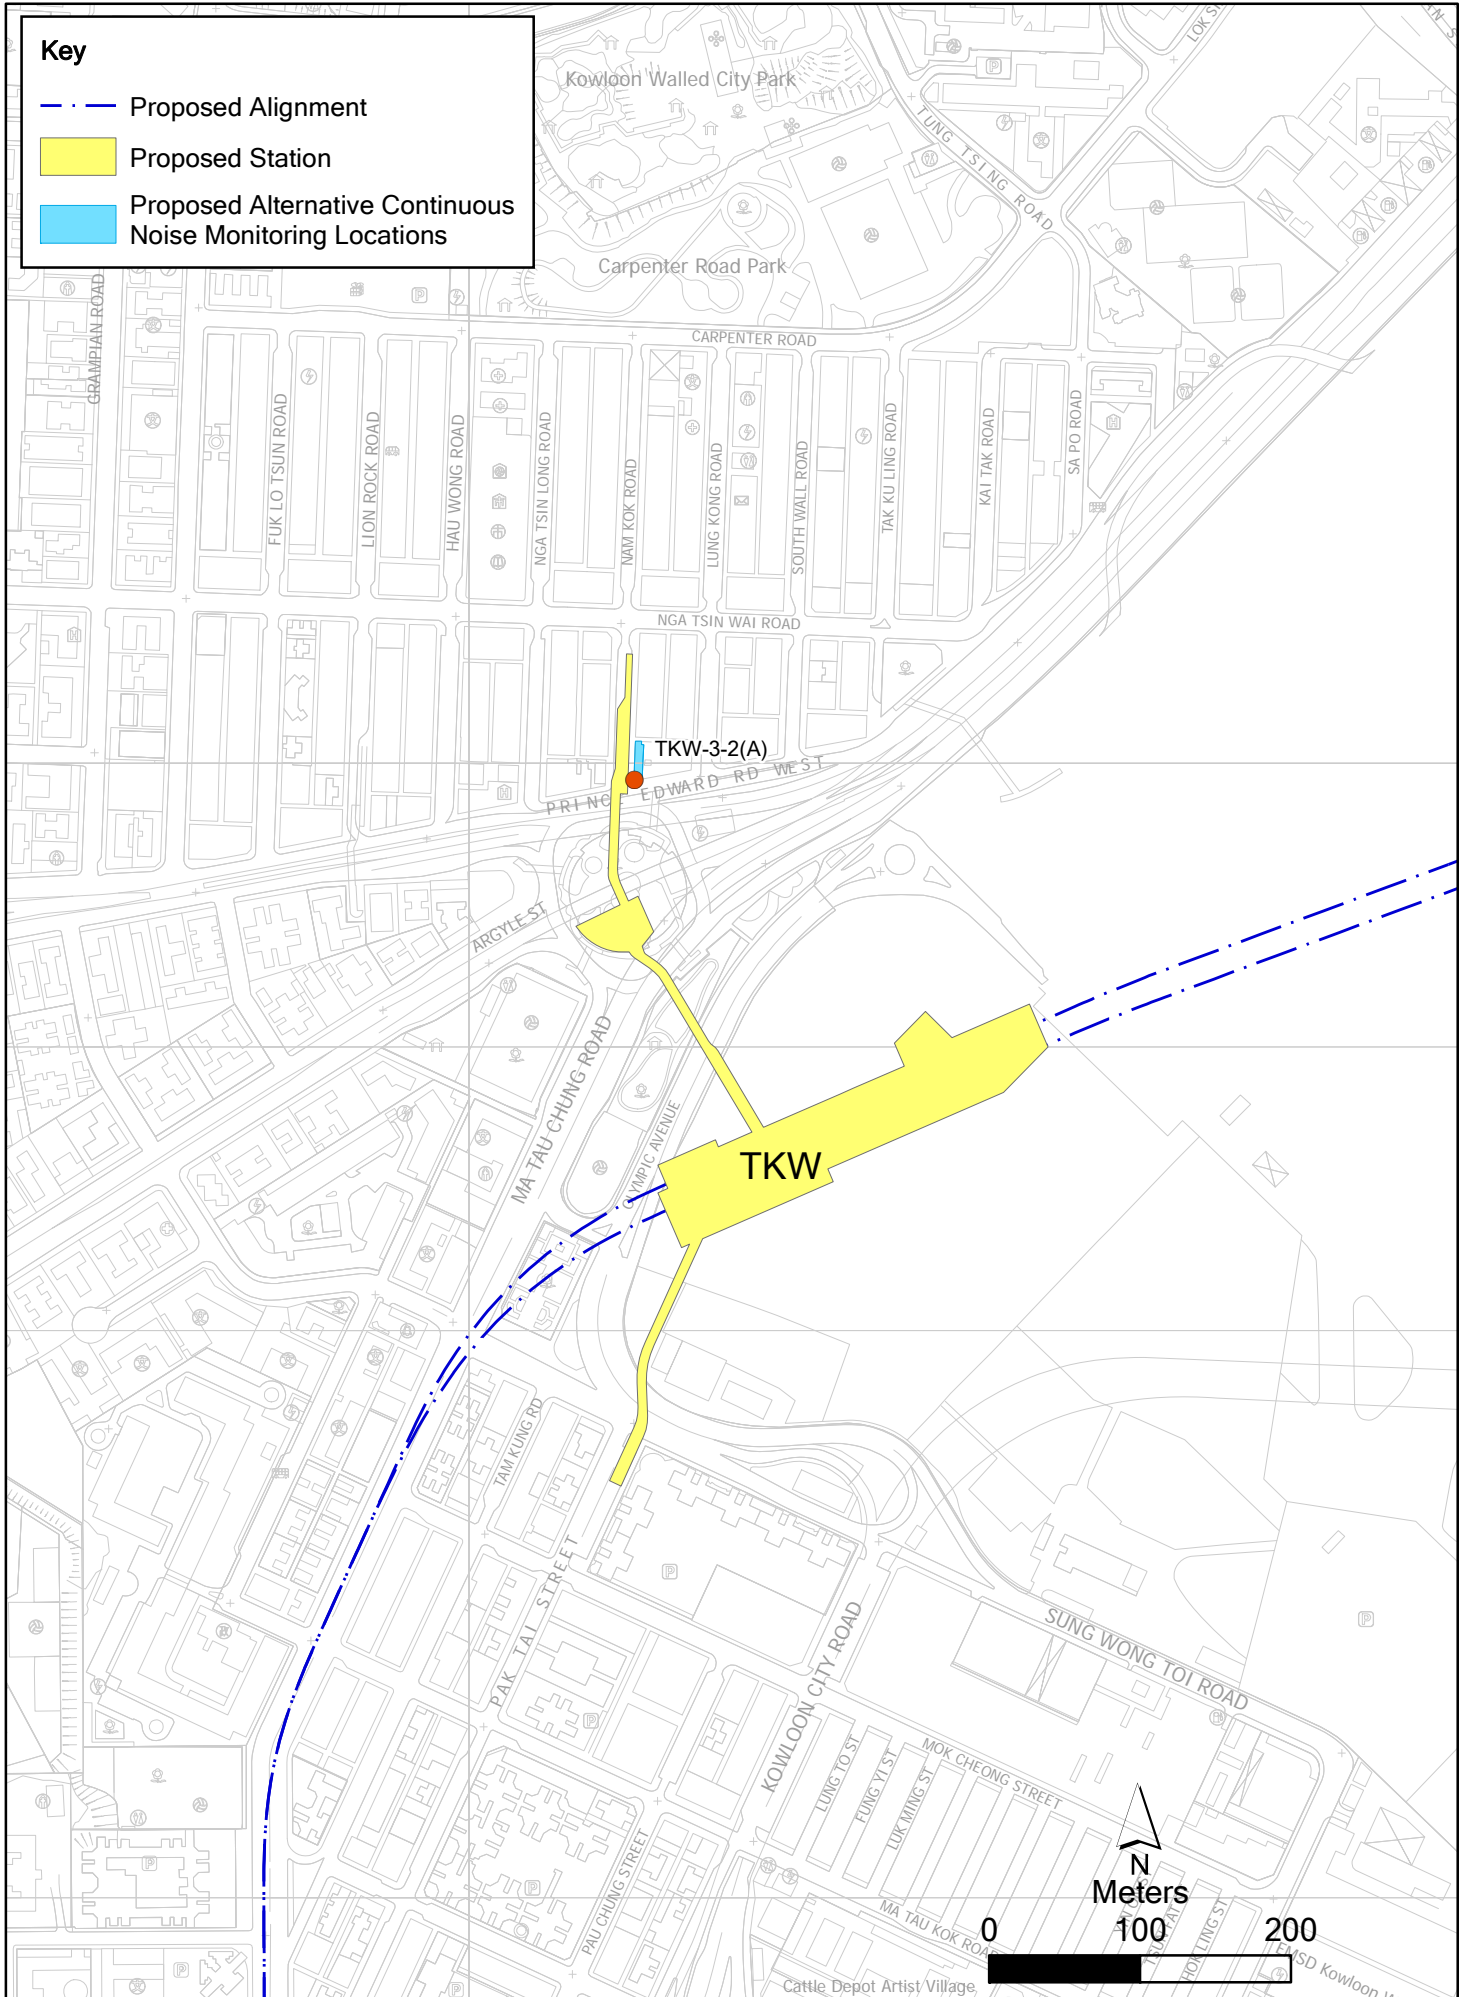 Key
Proposed Alignment
Proposed Station
Proposed Alternative Continuous
Noise Monitoring Locations
Kowloon Walled City Park
TUNG TSING ROAD
Carpenter Road Park
CARPENTER ROAD
GRAMPIAN ROAD
FUK LO TSUN ROAD
LION ROCK ROAD
HAU WONG ROAD
NGA TSIN LONG ROAD
NAM KOK ROAD
LUNG KONG ROAD
SOUTH WALL ROAD
TAK KU LING ROAD
KAI TAK ROAD
SA PO ROAD
NGA TSIN WAI ROAD
TKW-3-2(A)
PRINCE EDWARD RD WEST
ARGYLE ST
MA TAU CHUNG ROAD
OLYMPIC AVENUE
TKW
TAM KUNG RD
PAK TAI STREET
KOWLOON CITY ROAD
SUNG WONG TOI ROAD
MOK CHEONG STREET
LUNG TO ST
FUNG YI ST
LUK MING ST
PAU CHUNG STREET
MA TAU KOK ROAD
HOK LING ST
EMSD Kowloon
Cattle Depot Artist Village
N
Meters
0 100 200